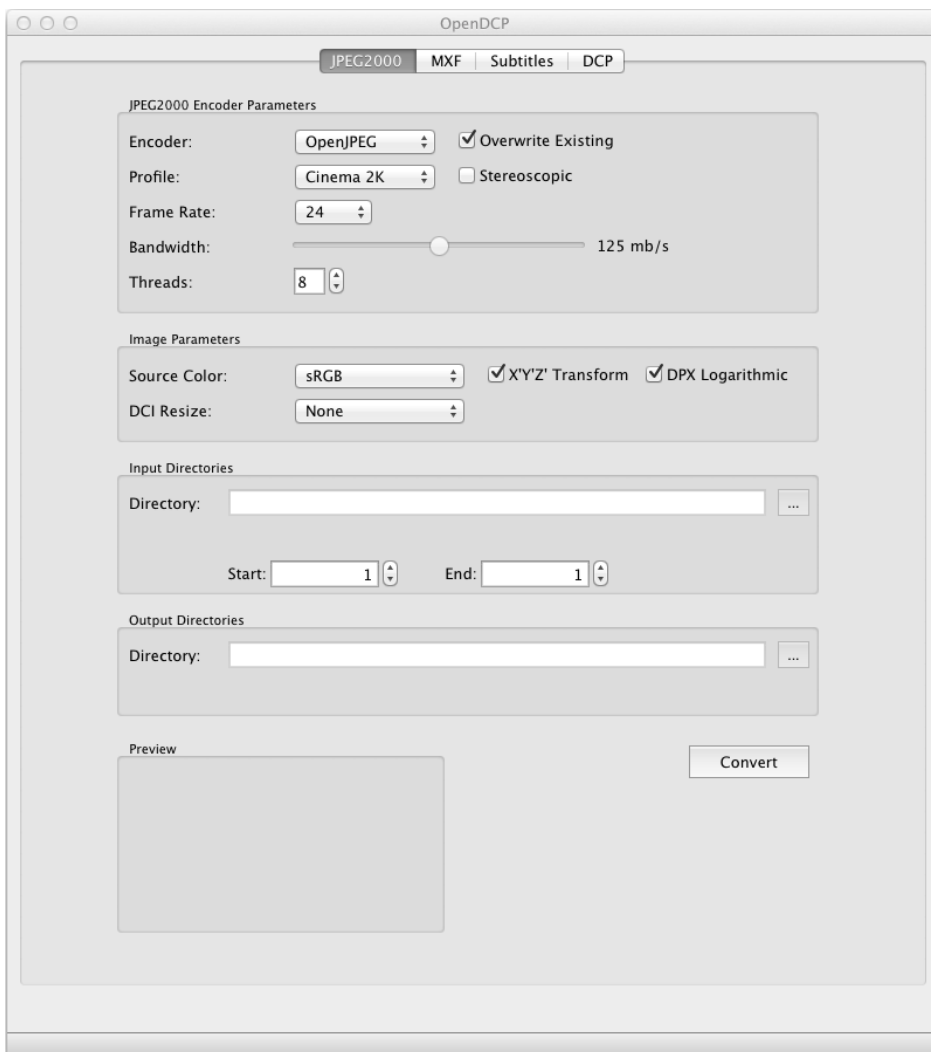 OpenDCP
JPEG2000 MXF Subtitles DCP
JPEG2000 Encoder Parameters
Encoder: OpenJPEG Overwrite Existing
Profile: Cinema 2K Stereoscopic
Frame Rate: 24
Bandwidth: 125 mb/s
Threads: 8
Image Parameters
Source Color: sRGB X'Y'Z' Transform DPX Logarithmic
DCI Resize: None
Input Directories
Directory: ...
Start: 1 End: 1
Output Directories
Directory: ...
Preview
Convert